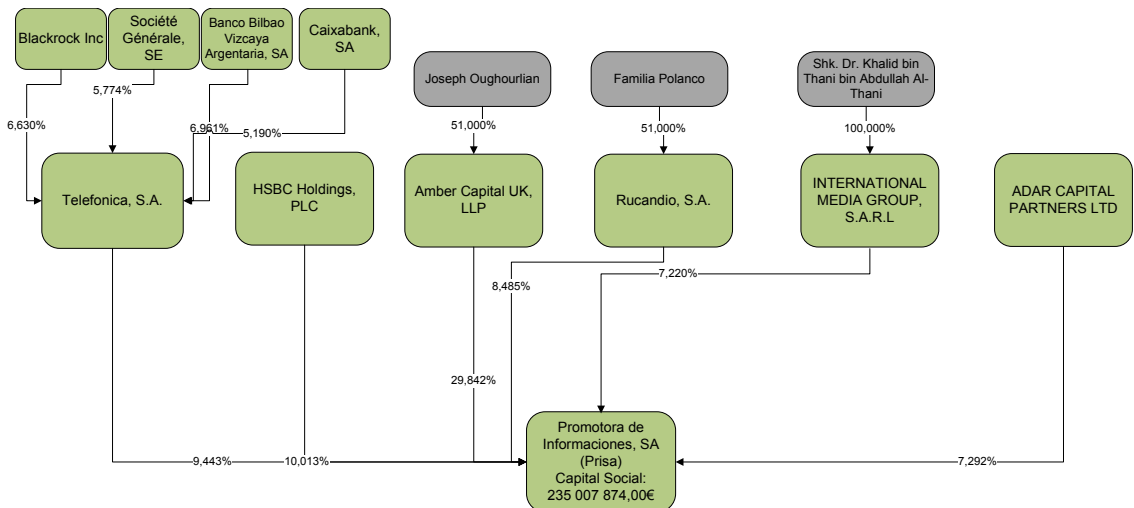 Blackrock Inc
Société
Générale,
SE
Banco Bilbao
Vizcaya
Argentaria, SA
Caixabank,
SA
Joseph Oughourlian
Familia Polanco
Shk. Dr. Khalid bin
Thani bin Abdullah Al-
Thani
6,630%
5,774%
6,961%
5,190%
51,000%
51,000%
100,000%
Telefonica, S.A.
HSBC Holdings,
PLC
Amber Capital UK,
LLP
Rucandio, S.A.
INTERNATIONAL
MEDIA GROUP,
S.A.R.L
ADAR CAPITAL
PARTNERS LTD
7,220%
8,485%
29,842%
9,443%
10,013%
7,292%
Promotora de
Informaciones, SA
(Prisa)
Capital Social:
235 007 874,00€